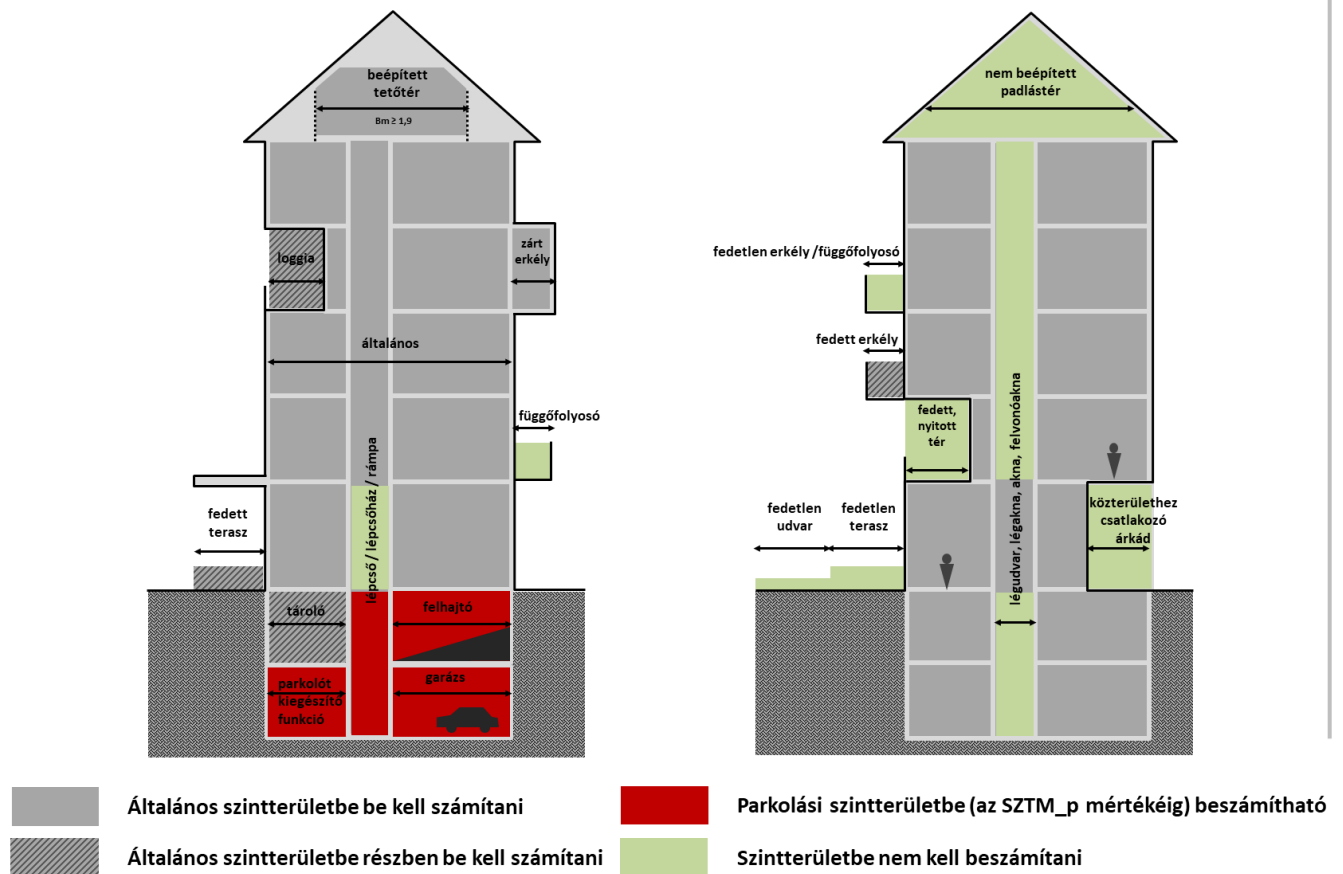 beépített
tetőtér
Bm ≥ 1,9
loggia
zárt
erkély
általános
függőfolyosó
lépcső / lépcsőház / rámpa
fedett
terasz
tároló
felhajtó
parkolót
kiegészítő
funkció
garázs
nem beépített
padlástér
fedetlen erkély /függőfolyosó
fedett erkély
fedett,
nyitott
tér
légudvar, légakna, akna, felvonóakna
fedetlen
udvar
fedetlen
terasz
közterülethez
csatlakozó
árkád
Általános szintterületbe be kell számítani
Parkolási szintterületbe (az SZTM_p mértékéig) beszámítható
Általános szintterületbe részben be kell számítani
Szintterületbe nem kell beszámítani